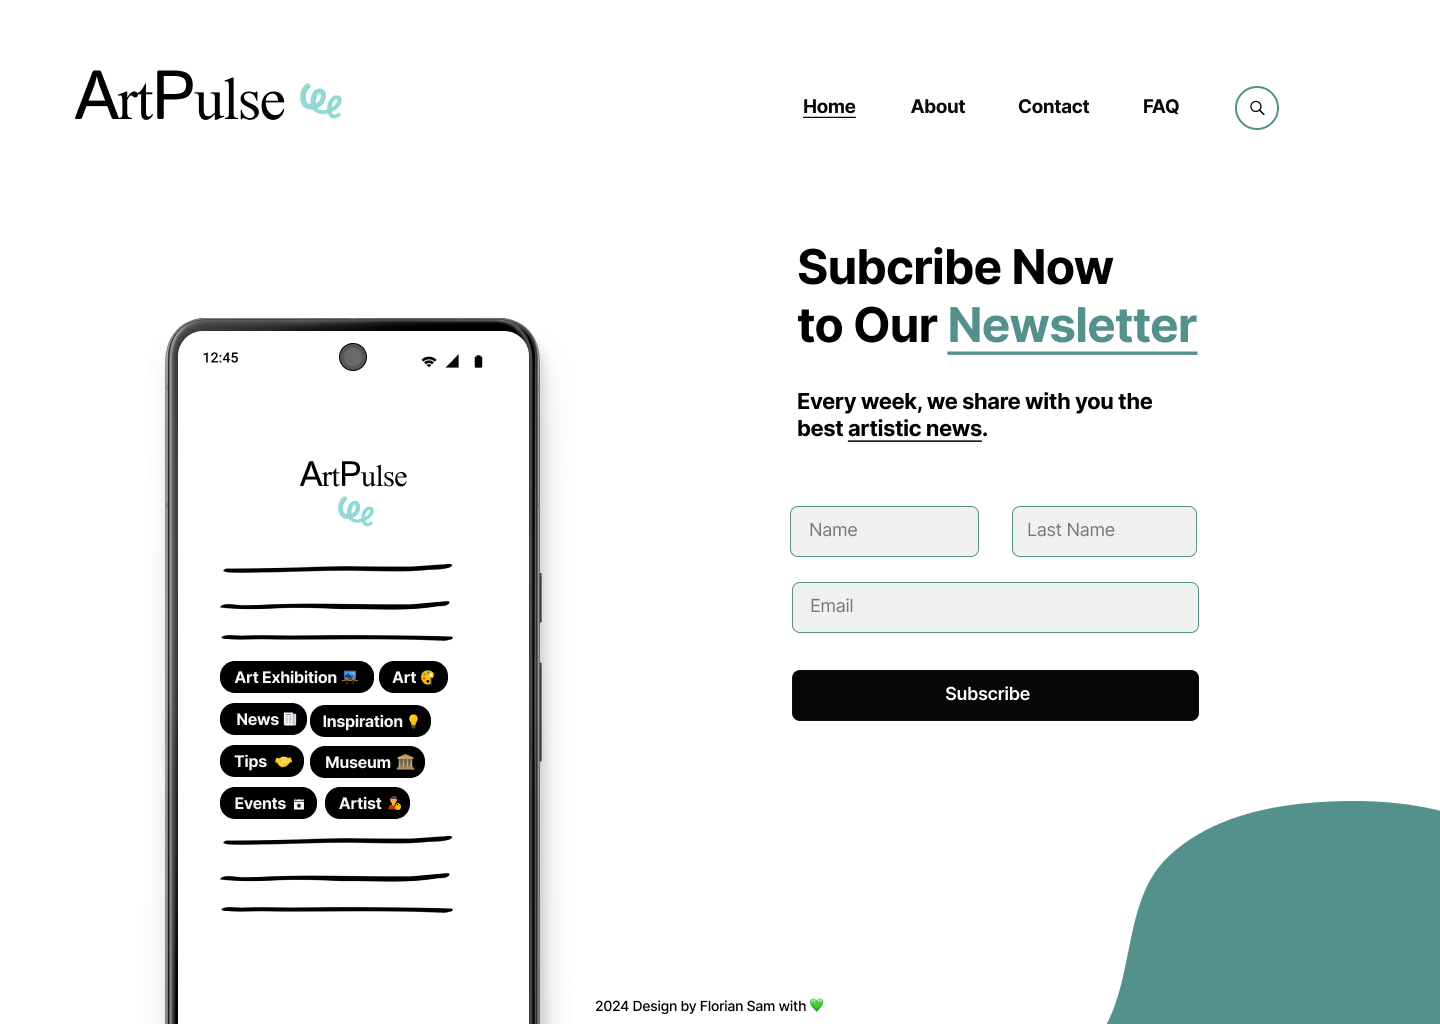 ArtPulse
Home About Contact FAQ
Subcribe Now
to Our Newsletter
Every week, we share with you the
best artistic news.
Name Last Name
Email
Subscribe
12:45
ArtPulse
Art Exhibition 
Art 
News 
Inspiration 
Tips 
Museum 
Events 
Artist 
2024 Design by Florian Sam with 💚